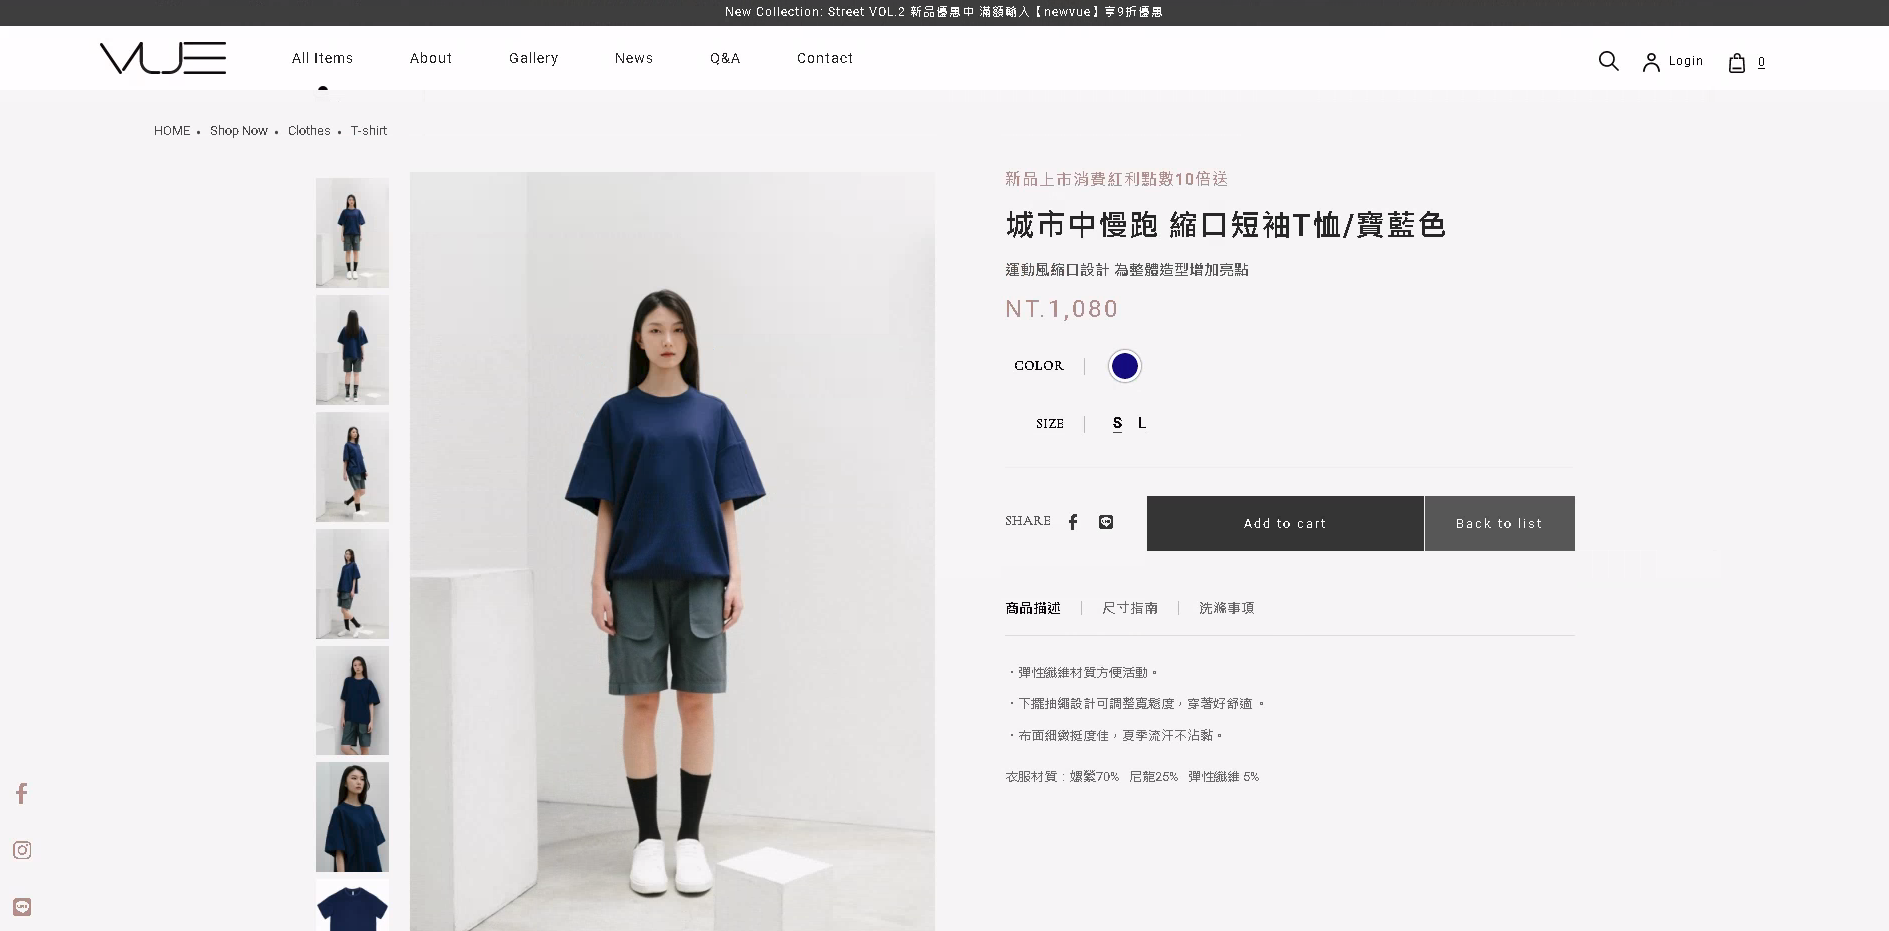 New Collection: Street VOL.2 新品優惠中 滿額輸入【newvue】享9折優惠
VUE
All Items
About
Gallery
News
Q&A
Contact
Login
0
HOME • Shop Now • Clothes • T-shirt
新品上市消費紅利點數10倍送
城市中慢跑 縮口短袖T恤/寶藍色
運動風縮口設計 為整體造型增加亮點
NT.1,080
COLOR
SIZE
S L
SHARE
Add to cart
Back to list
商品描述
尺寸指南
洗滌事項
・彈性纖維材質方便活動。
・下擺抽繩設計可調整寬鬆度，穿著好舒適 。
・布面細緻挺度佳，夏季流汗不沾黏。
衣服材質 : 嫘縈70% 尼龍25% 彈性纖維 5%